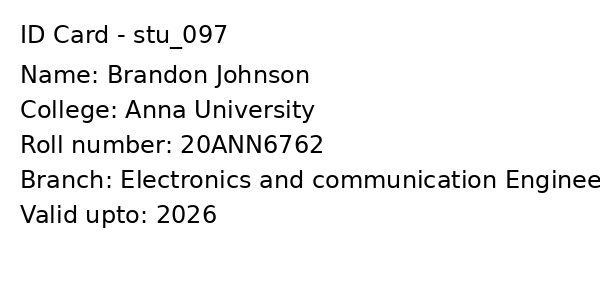 ID Card - stu_097
Name: Brandon Johnson
College: Anna University
Roll number: 20ANN6762
Branch: Electronics and communication Enginee
Valid upto: 2026